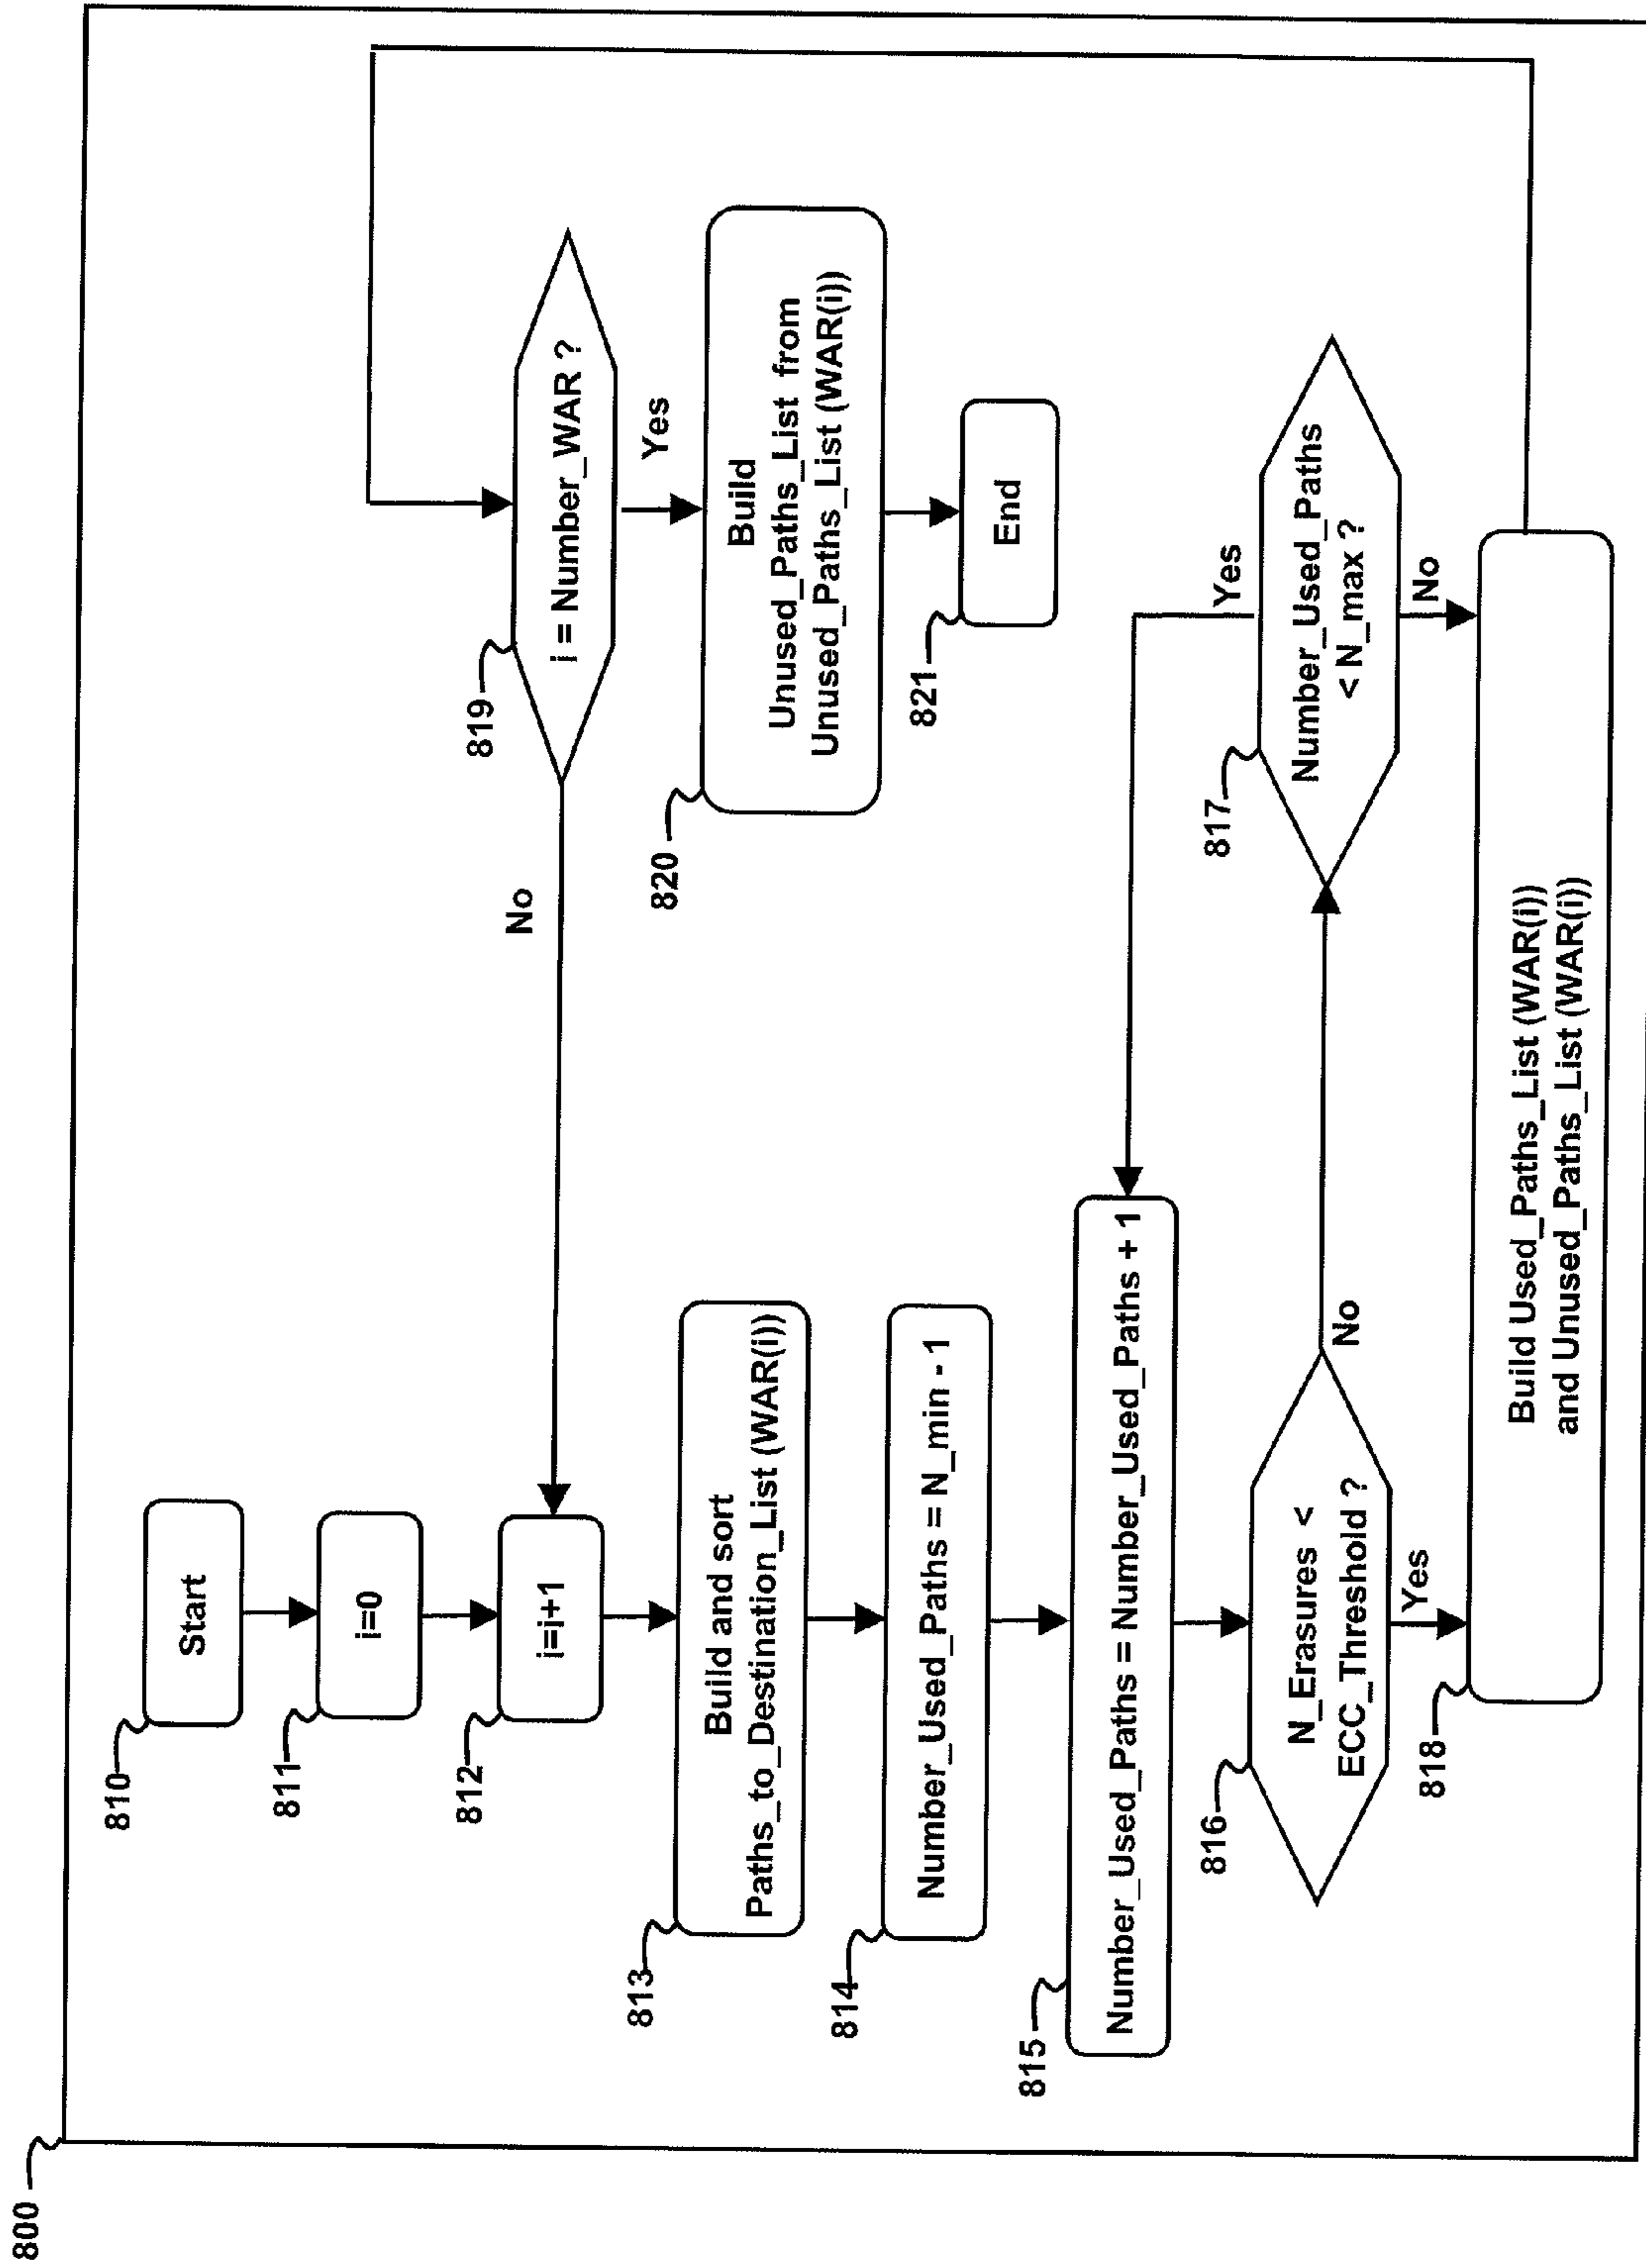 800
810
Start
811
i=0
812
i=i+1
813
Build and sort
Paths_to_Destination_List (WAR(i))
814
Number_Used_Paths = N_min - 1
815
Number_Used_Paths = Number_Used_Paths + 1
816
N_Erasures <
ECC_Threshold ?
No
Yes
817
Number_Used_Paths
< N_max ?
Yes
No
818
Build Used_Paths_List (WAR(i))
and Unused_Paths_List (WAR(i))
819
i = Number_WAR ?
No
Yes
820
Build
Unused_Paths_List from
Unused_Paths_List (WAR(i))
821
End